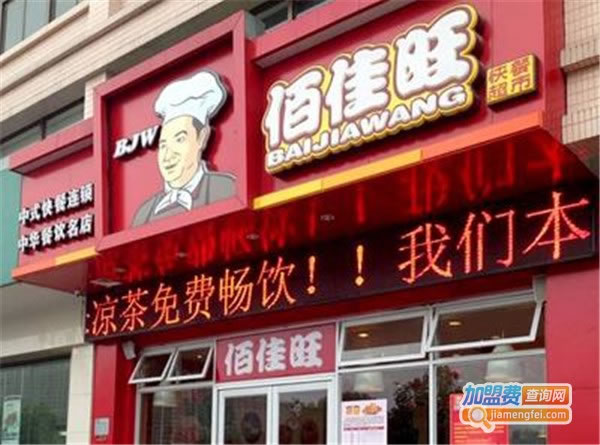 佰佳旺
BAIJIAWANG
快餐
超市
BJW
中式快餐连锁
中华餐饮名店
凉茶免费畅饮！！我们本
佰佳旺
加盟费查询网
jiamengfei.com